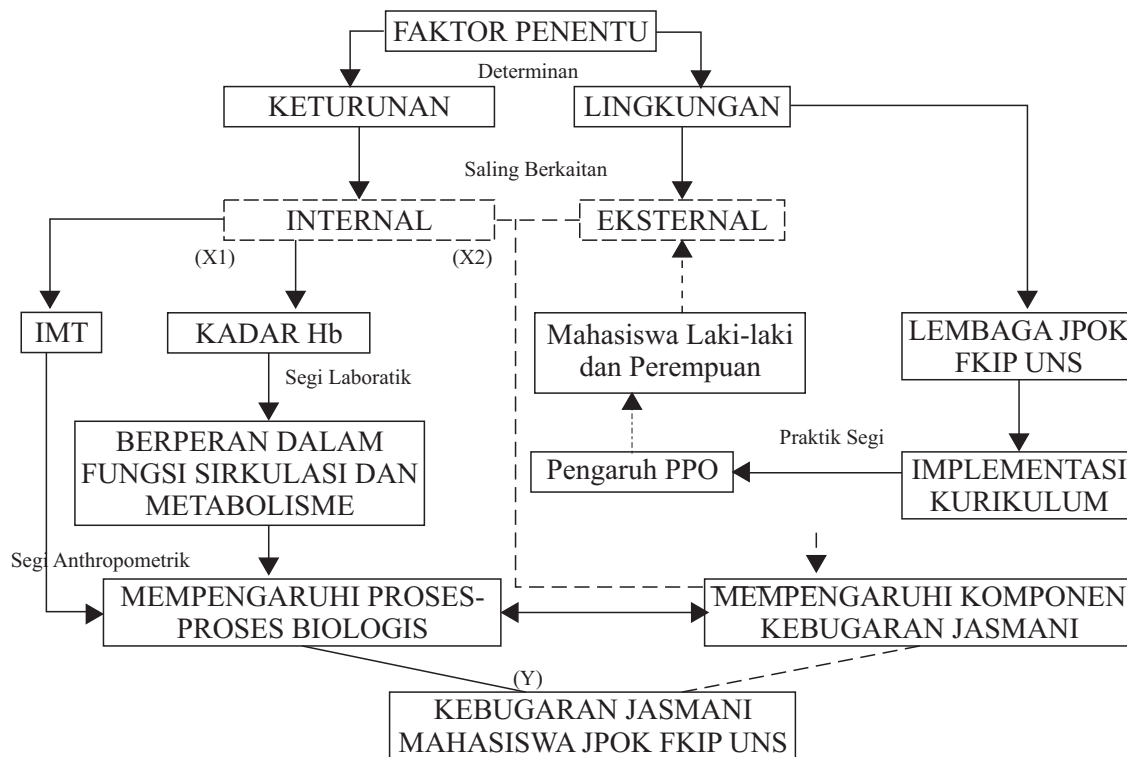 FAKTOR PENENTU
Determinan
KETURUNAN
LINGKUNGAN
Saling Berkaitan
INTERNAL
EKSTERNAL
(X1)
(X2)
IMT
KADAR Hb
Mahasiswa Laki-laki
dan Perempuan
LEMBAGA JPOK
FKIP UNS
Segi Laboratik
BERPERAN DALAM
FUNGSI SIRKULASI DAN
METABOLISME
Praktik Segi
Pengaruh PPO
IMPLEMENTASI
KURIKULUM
Segi Anthropometrik
MEMPENGARUHI PROSES-
PROSES BIOLOGIS
MEMPENGARUHI KOMPONEN
KEBUGARAN JASMANI
(Y)
KEBUGARAN JASMANI
MAHASISWA JPOK FKIP UNS